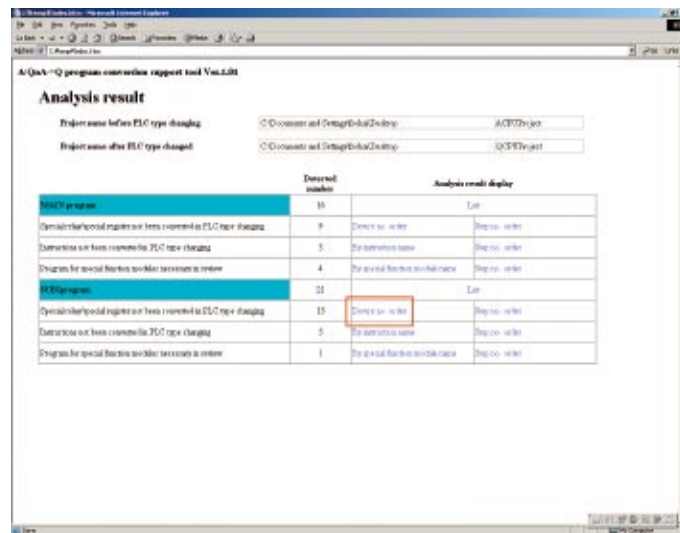 A/QnA->Q program conversion support tool Ver.1.01
Analysis result
Project name before PLC type changing
Project name after PLC type changed
Detected number
Analysis result display
MAIN program 16 List
Special relay/special register not been converted in PLC type changing 9 Device no. order Step no. order
Instructions not been converted in PLC type changing 3 By instruction name Step no. order
Program for special function modules necessary in review 4 By special function module name Step no. order
SUB program 21 List
Special relay/special register not been converted in PLC type changing 15 Device no. order Step no. order
Instructions not been converted in PLC type changing 5 By instruction name Step no. order
Program for special function modules necessary in review 1 By special function module name Step no. order
My Computer